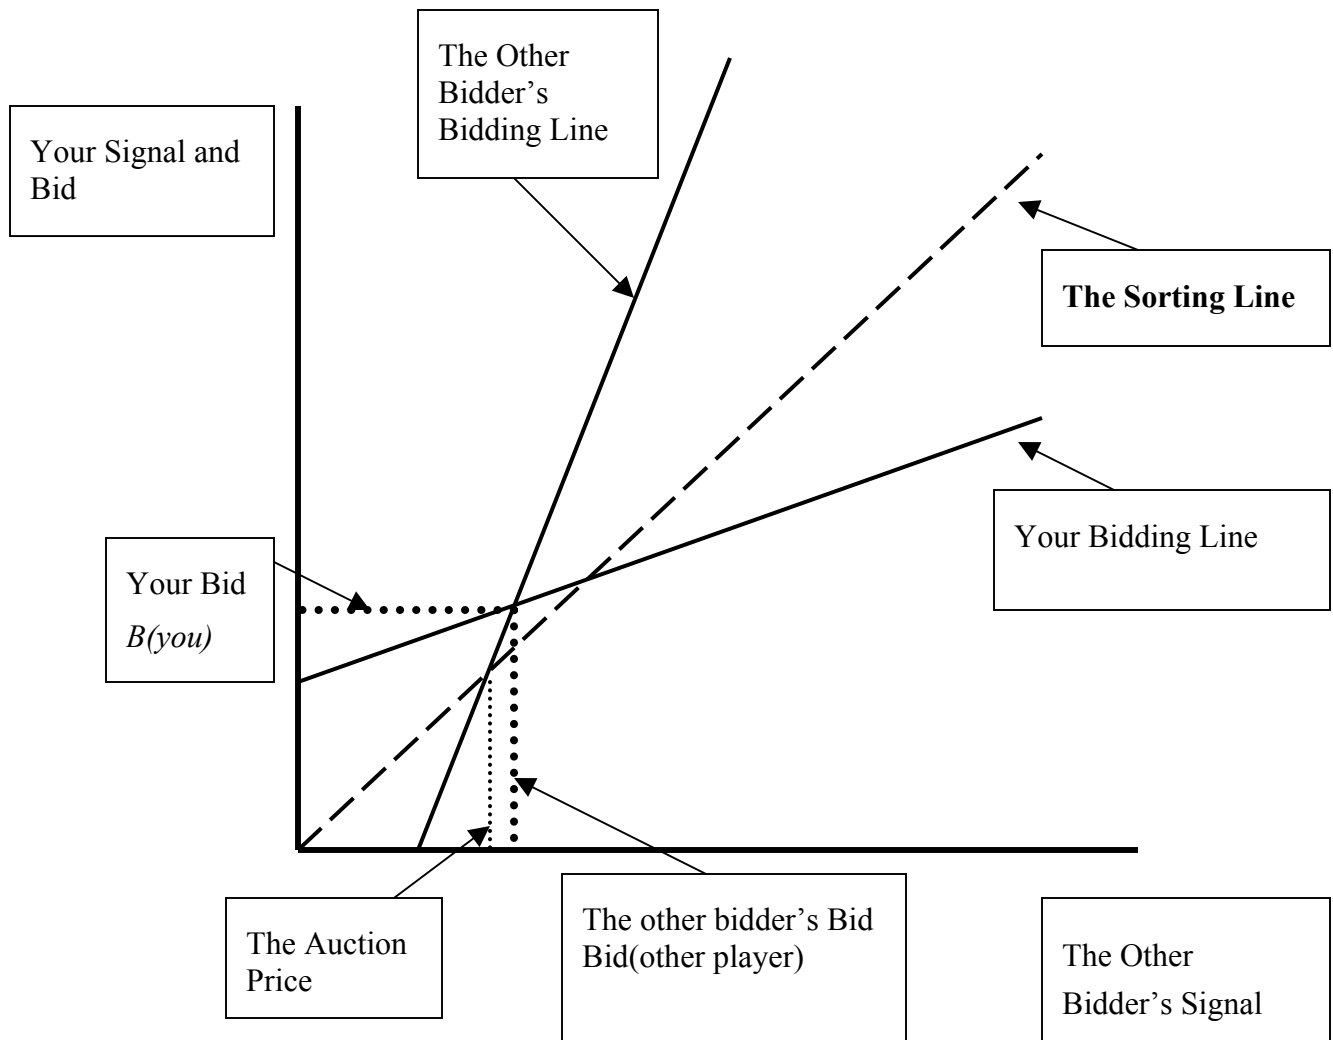 The Other
Bidder’s
Bidding Line
Your Signal and
Bid
The Sorting Line
Your Bidding Line
Your Bid
B(you)
The Auction
Price
The other bidder’s Bid
Bid(other player)
The Other
Bidder’s Signal